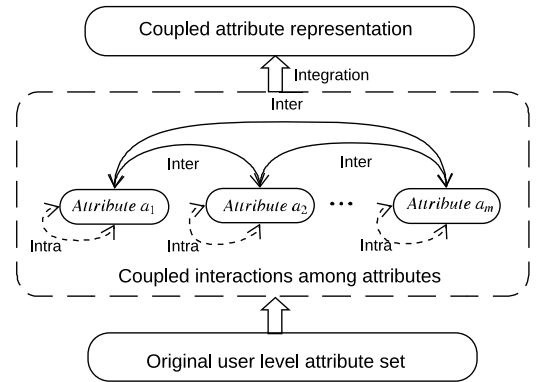 Coupled attribute representation
Integration
Inter
Inter
Inter
Attribute a1
Attribute a2
...
Attribute am
Intra
Intra
Intra
Coupled interactions among attributes
Original user level attribute set